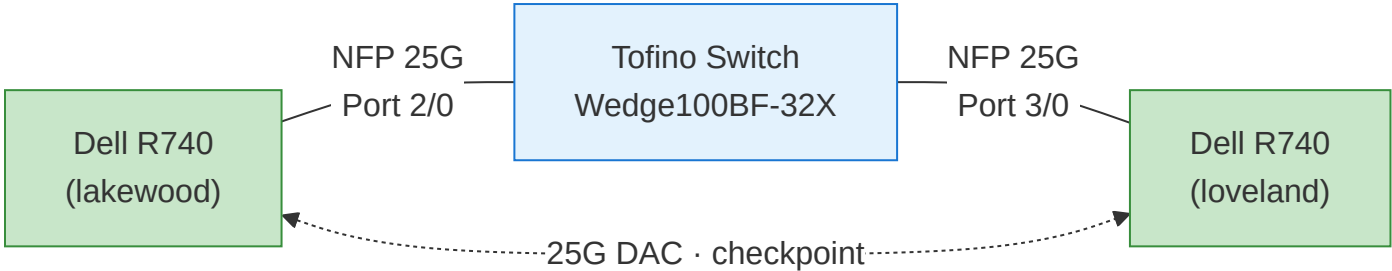 NFP 25G
Port 2/0
Tofino Switch
Wedge100BF-32X
NFP 25G
Port 3/0
Dell R740
(lakewood)
Dell R740
(loveland)
25G DAC · checkpoint